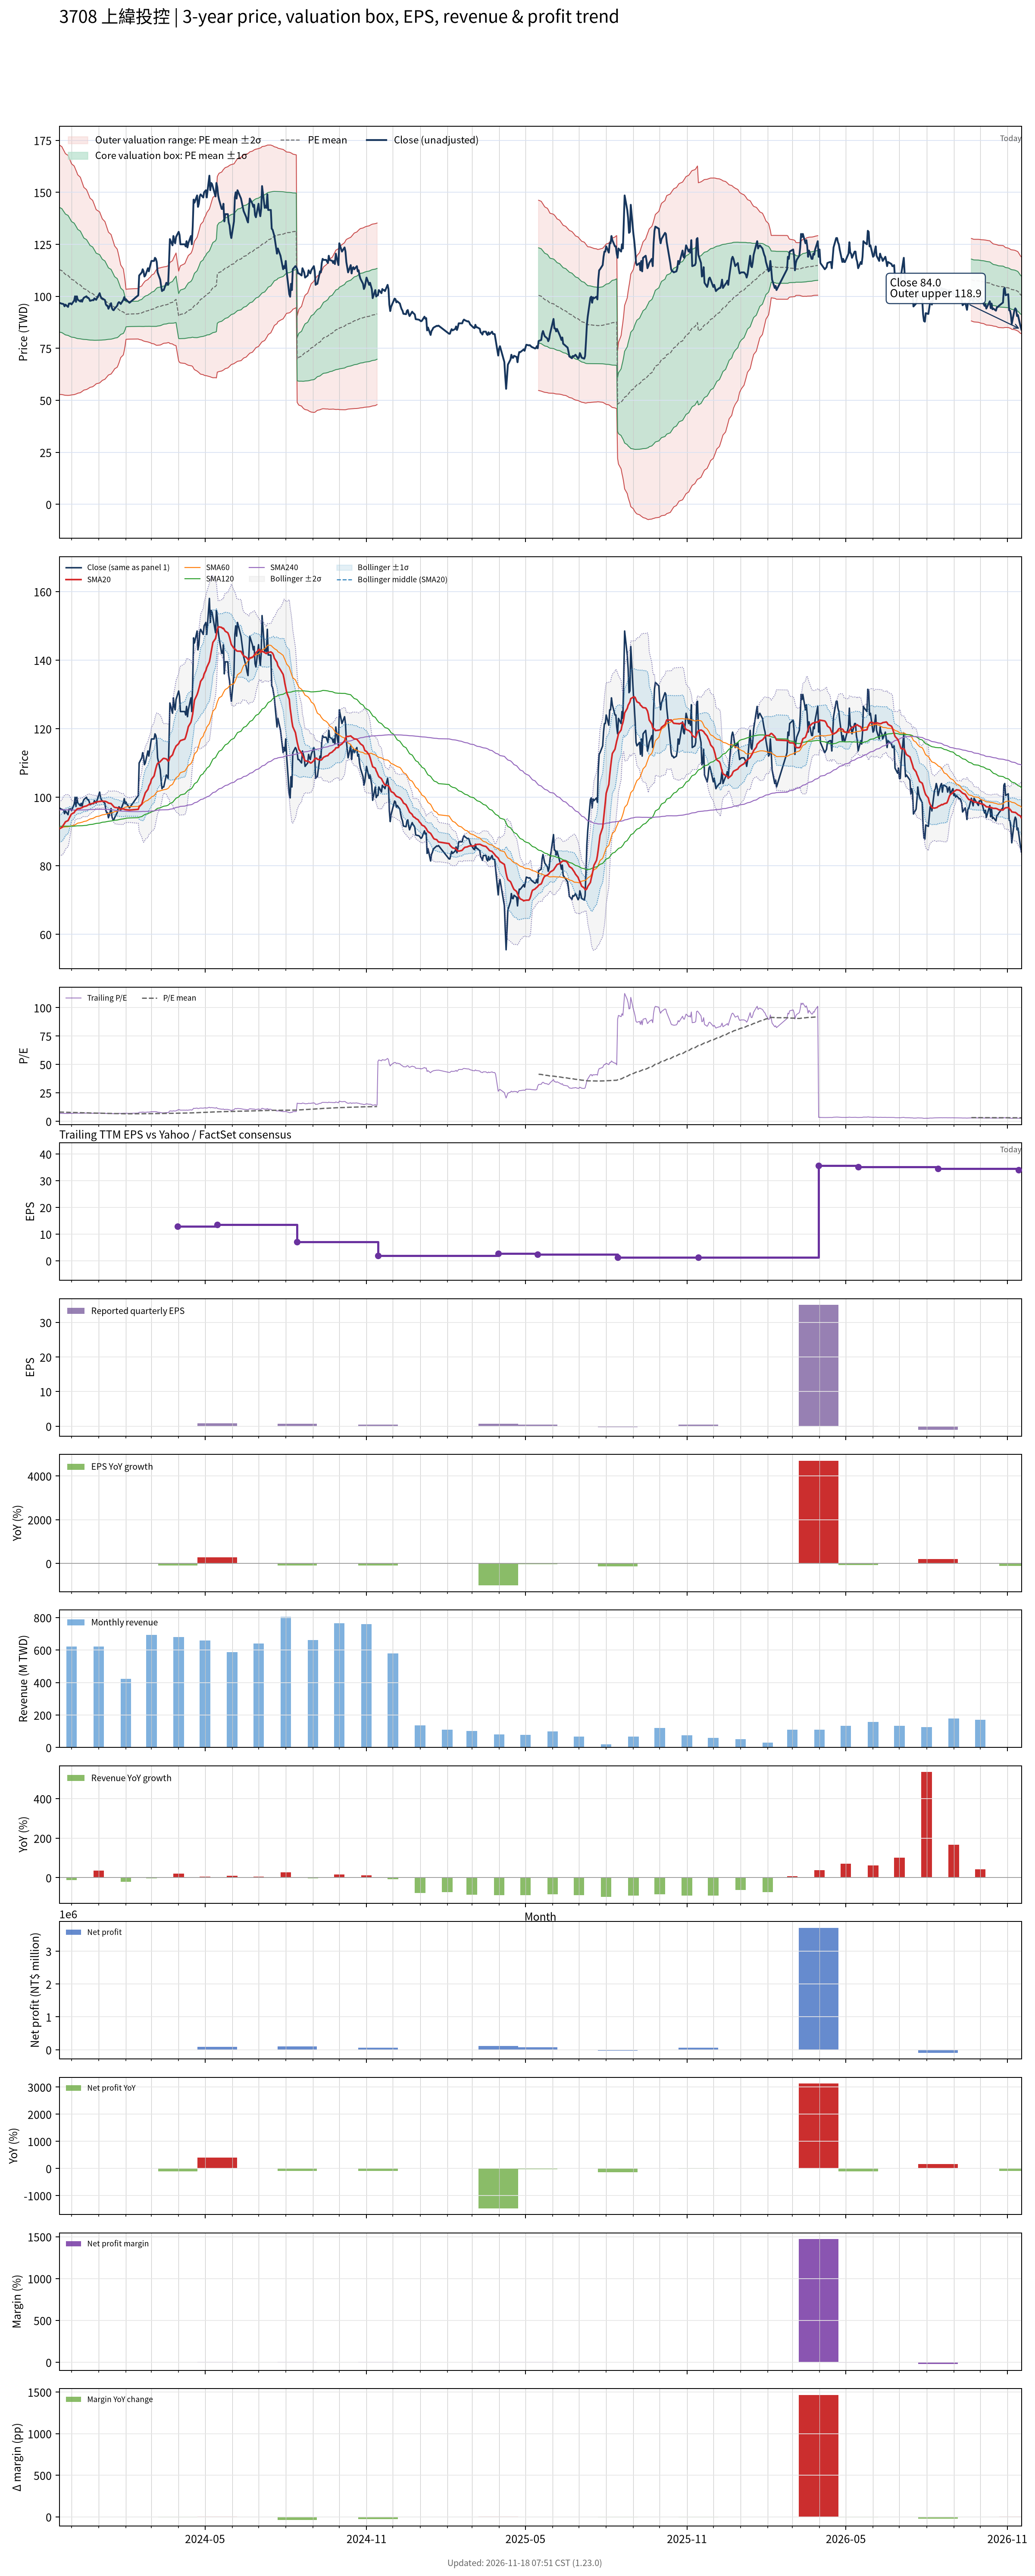 3708 上緯投控 | 3-year price, valuation box, EPS, revenue & profit trend
Outer valuation range: PE mean ±2σ
PE mean
Close (unadjusted)
Core valuation box: PE mean ±1σ
Today
Price (TWD)
175
150
125
100
75
50
25
0
Close 84.0
Outer upper 118.9
Close (same as panel 1)
SMA20
SMA60
SMA120
SMA240
Bollinger ±2σ
Bollinger ±1σ
Bollinger middle (SMA20)
Price
160
140
120
100
80
60
Trailing P/E
P/E mean
P/E
100
75
50
25
0
Trailing TTM EPS vs Yahoo / FactSet consensus
Today
EPS
40
30
20
10
0
Reported quarterly EPS
EPS
30
20
10
0
EPS YoY growth
YoY (%)
4000
2000
0
Monthly revenue
Revenue (M TWD)
800
600
400
200
0
Revenue YoY growth
YoY (%)
400
200
0
Month
1e6
Net profit
Net profit (NT$ million)
3
2
1
0
Net profit YoY
YoY (%)
3000
2000
1000
0
-1000
Net profit margin
Margin (%)
1500
1000
500
0
Margin YoY change
Δ margin (pp)
1500
1000
500
0
2024-05
2024-11
2025-05
2025-11
2026-05
2026-11
Updated: 2026-11-18 07:51 CST (1.23.0)